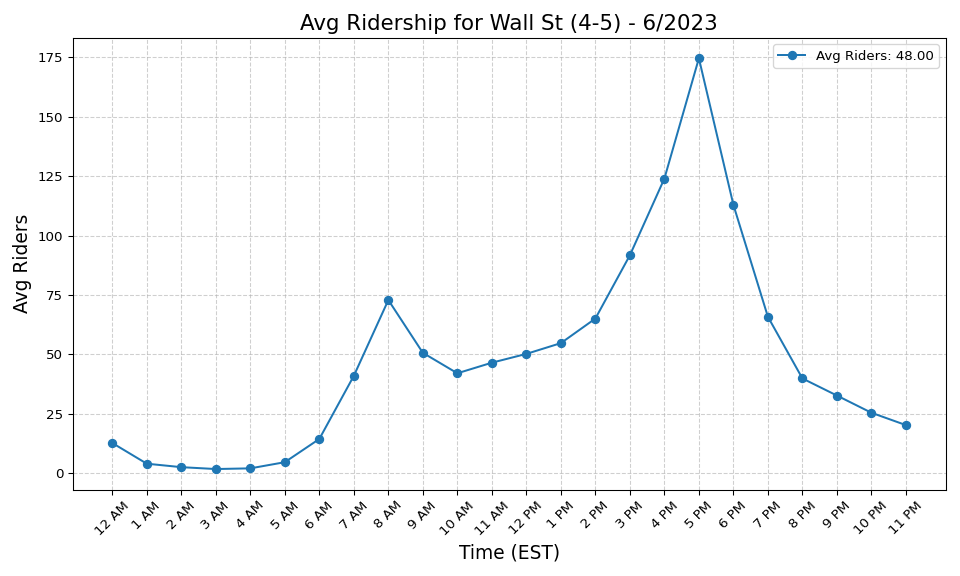 Avg Ridership for Wall St (4-5) - 6/2023
Avg Riders: 48.00
Avg Riders
175
150
125
100
75
50
25
0
12 AM
1 AM
2 AM
3 AM
4 AM
5 AM
6 AM
7 AM
8 AM
9 AM
10 AM
11 AM
12 PM
1 PM
2 PM
3 PM
4 PM
5 PM
6 PM
7 PM
8 PM
9 PM
10 PM
11 PM
Time (EST)